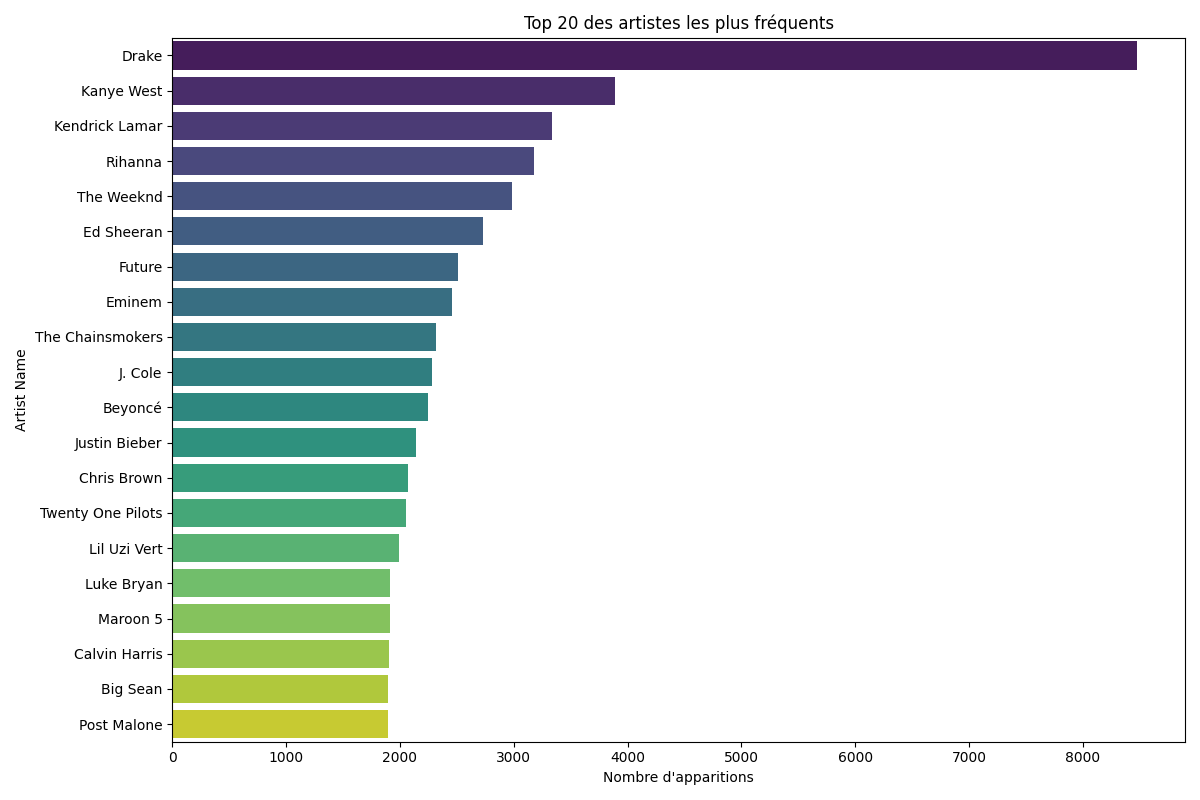 Top 20 des artistes les plus fréquents
Artist Name
Drake
Kanye West
Kendrick Lamar
Rihanna
The Weeknd
Ed Sheeran
Future
Eminem
The Chainsmokers
J. Cole
Beyoncé
Justin Bieber
Chris Brown
Twenty One Pilots
Lil Uzi Vert
Luke Bryan
Maroon 5
Calvin Harris
Big Sean
Post Malone
0 1000 2000 3000 4000 5000 6000 7000 8000
Nombre d'apparitions